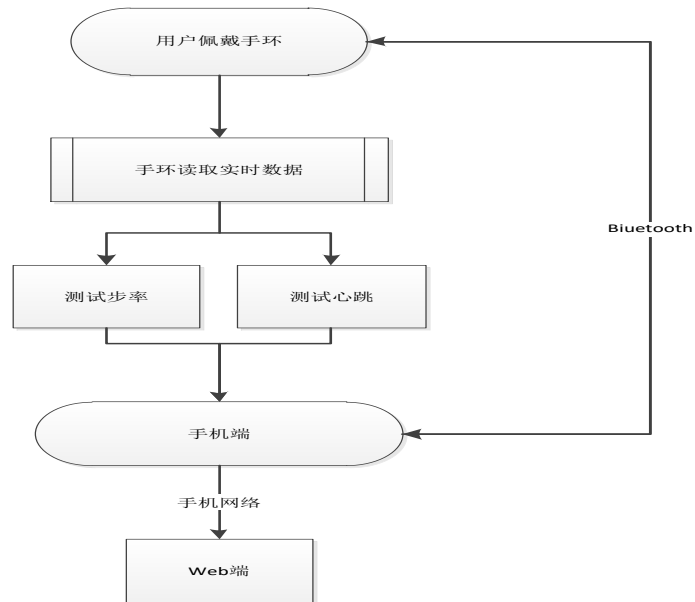 用户佩戴手环
手环读取实时数据
Biuetooth
测试步率
测试心跳
手机端
手机网络
Web端